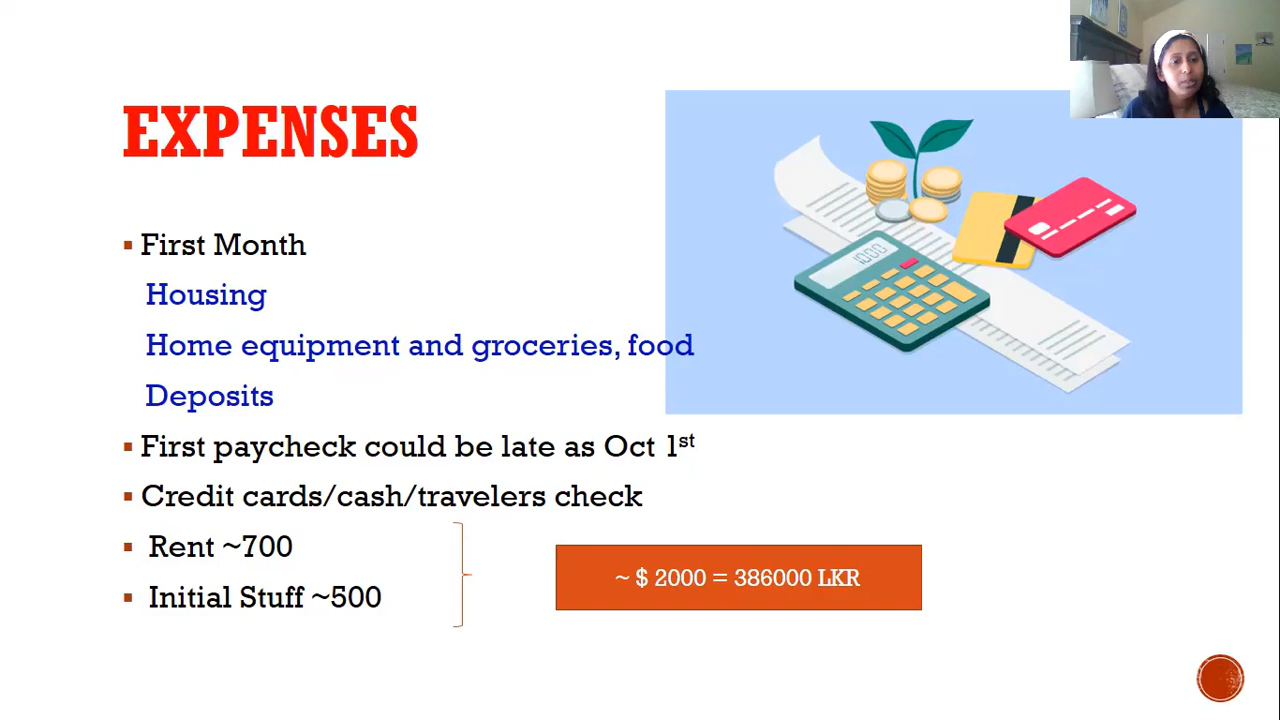 EXPENSES
▪ First Month
Housing
Home equipment and groceries, food
Deposits
▪ First paycheck could be late as Oct 1st
▪ Credit cards/cash/travelers check
▪ Rent ~700
▪ Initial Stuff ~500
~ $ 2000 = 386000 LKR
1000